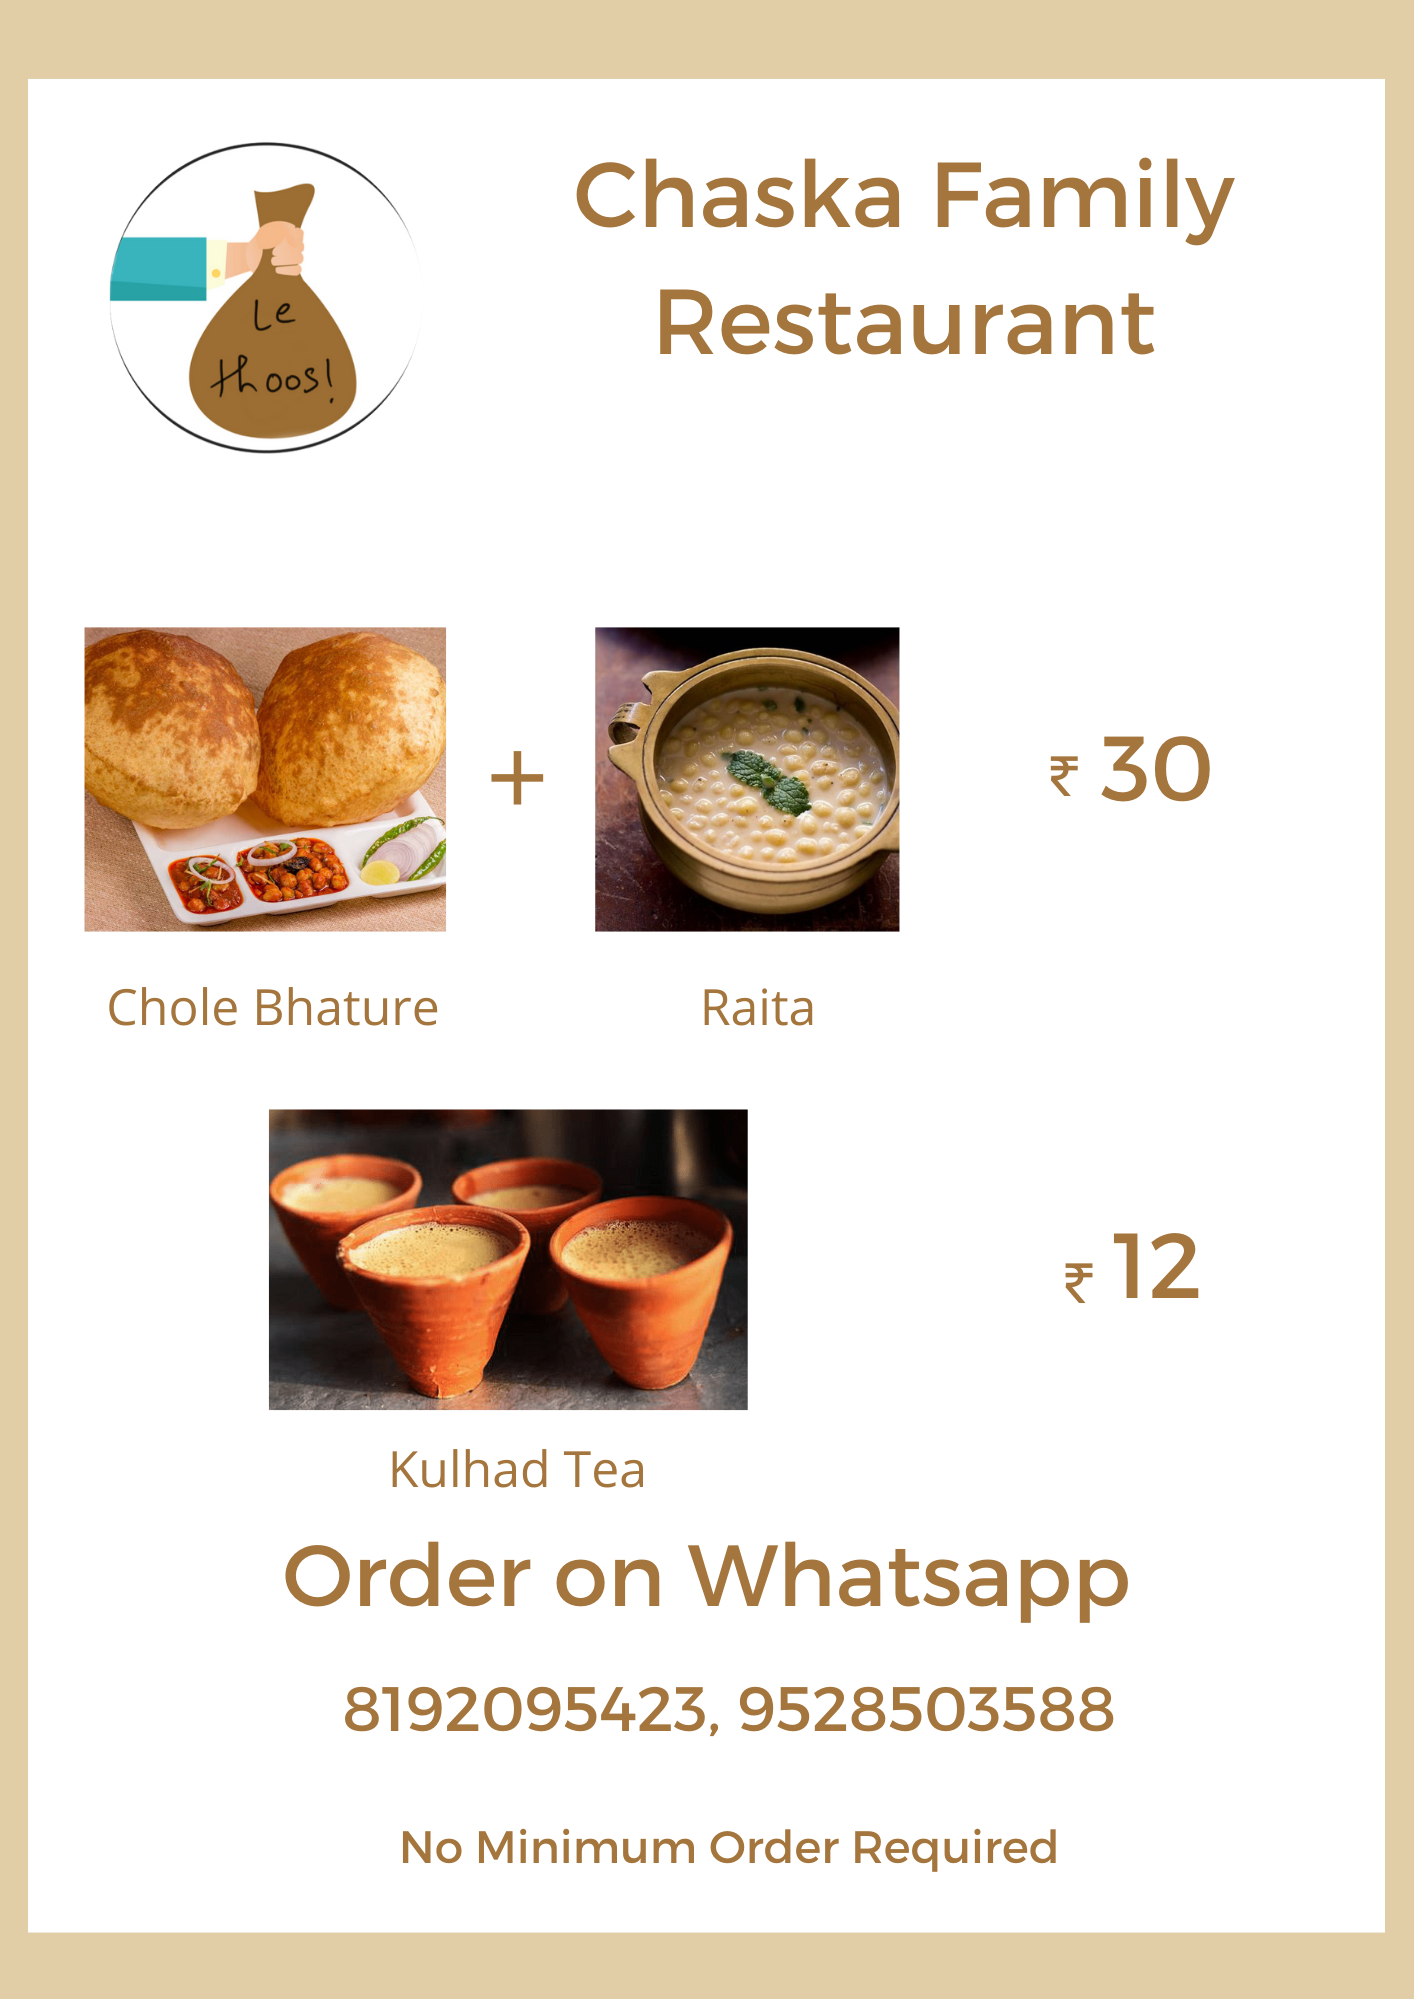 Le
thoos!
Chaska Family
Restaurant
+
₹ 30
Chole Bhature
Raita
₹ 12
Kulhad Tea
Order on Whatsapp
8192095423, 9528503588
No Minimum Order Required